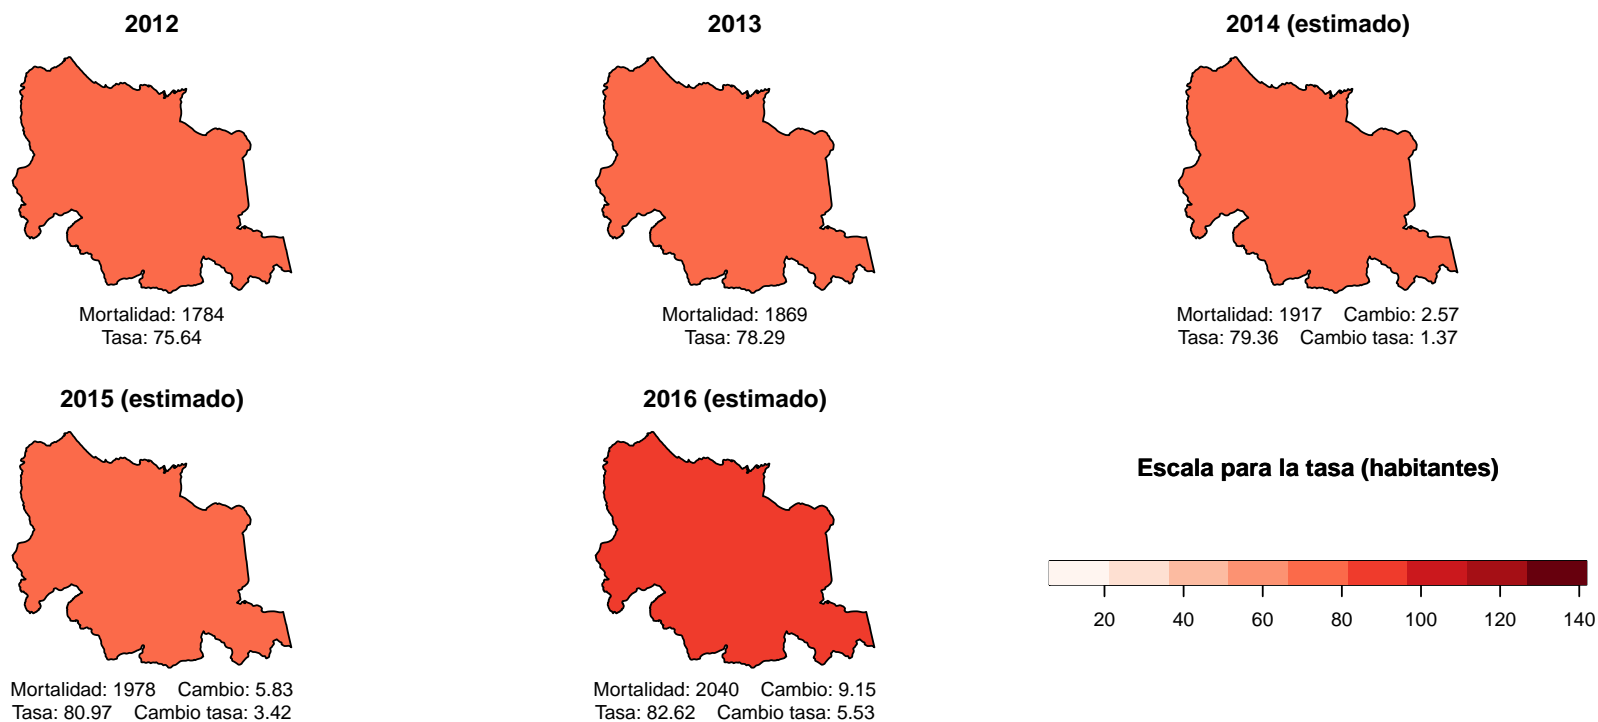 2012
Mortalidad: 1784
Tasa: 75.64
2013
Mortalidad: 1869
Tasa: 78.29
2014 (estimado)
Mortalidad: 1917 Cambio: 2.57
Tasa: 79.36 Cambio tasa: 1.37
2015 (estimado)
Mortalidad: 1978 Cambio: 5.83
Tasa: 80.97 Cambio tasa: 3.42
2016 (estimado)
Mortalidad: 2040 Cambio: 9.15
Tasa: 82.62 Cambio tasa: 5.53
Escala para la tasa (habitantes)
20 40 60 80 100 120 140